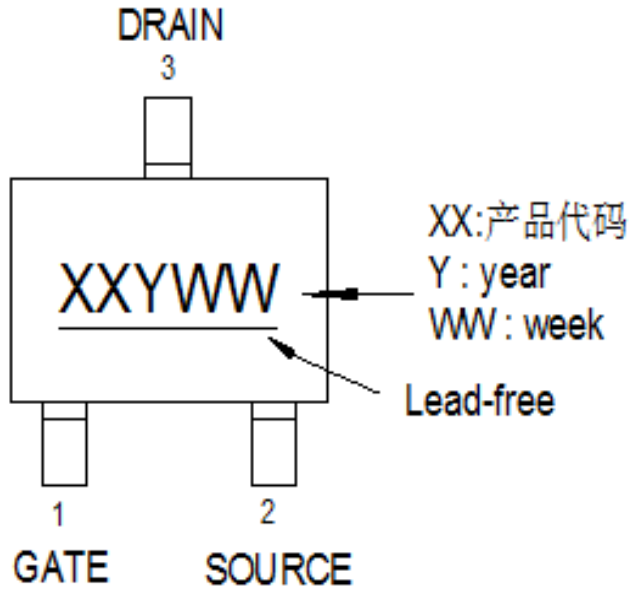 DRAIN
3
XXYWW
XX:产品代码
Y : year
WW : week
Lead-free
1
2
GATE
SOURCE